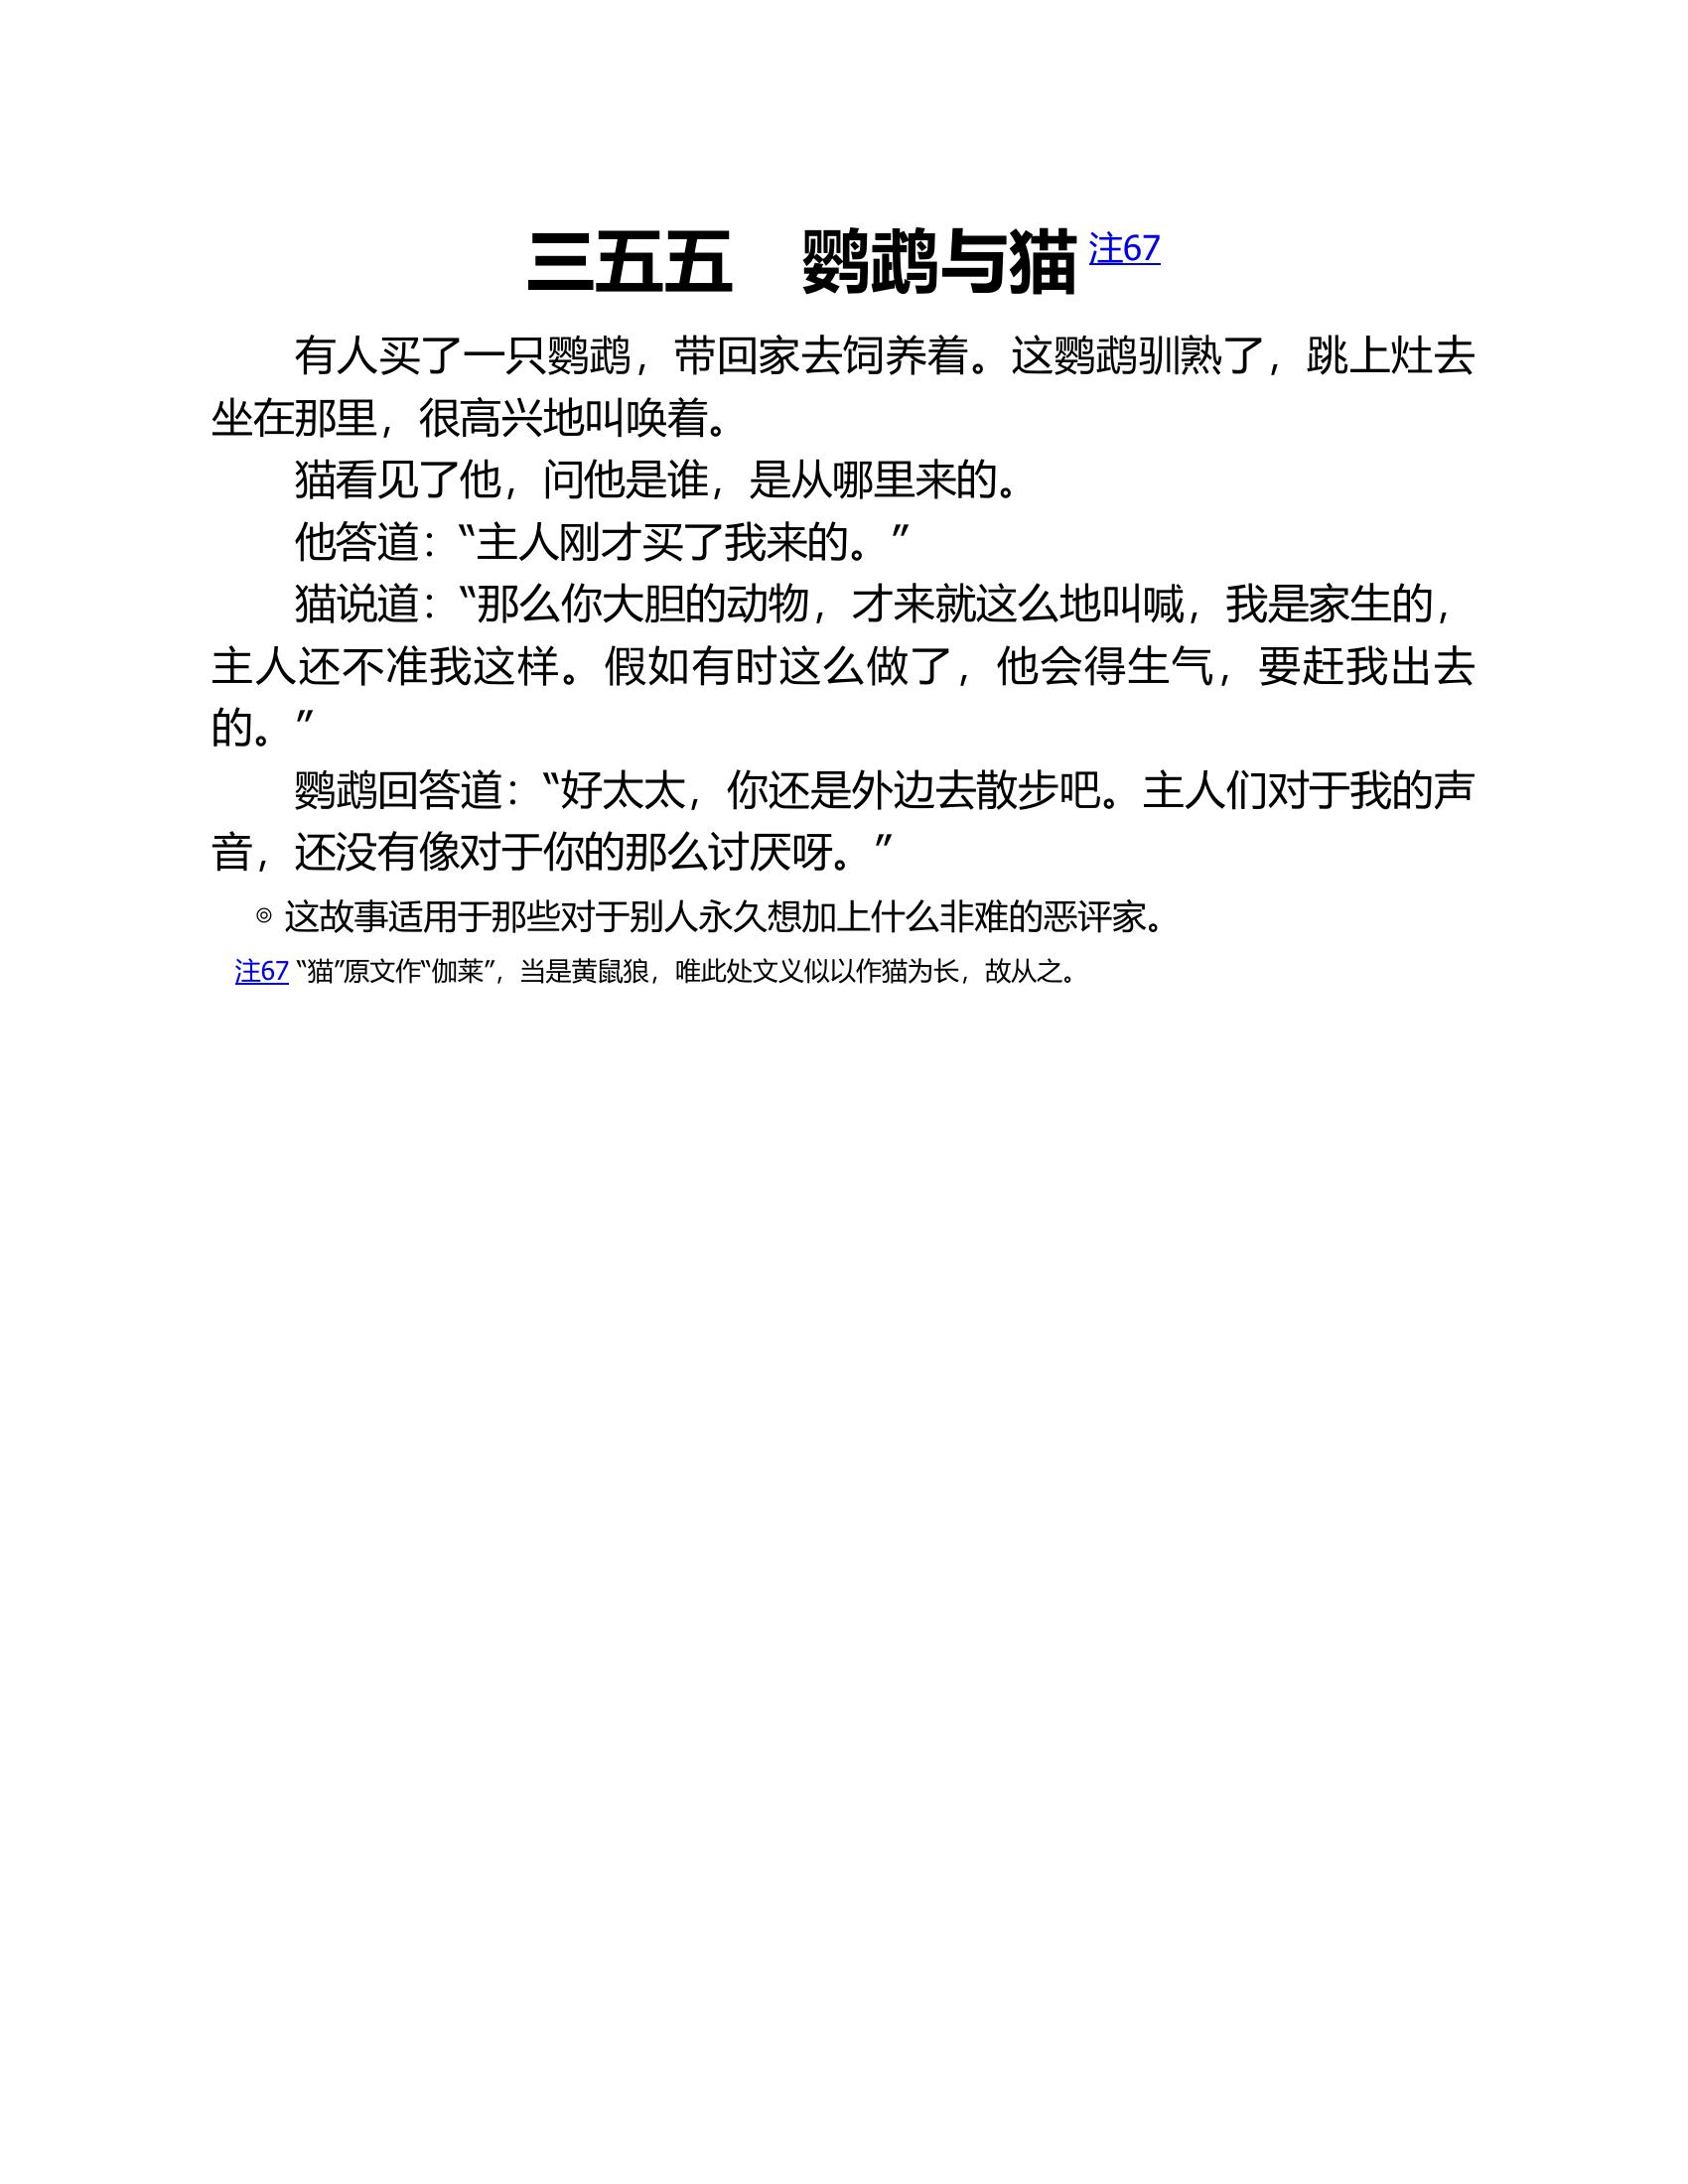 三五五　鹦鹉与猫 注67
有人买了一只鹦鹉，带回家去饲养着。这鹦鹉驯熟了，跳上灶去
坐在那里，很高兴地叫唤着。
猫看见了他，问他是谁，是从哪里来的。
他答道：“主人刚才买了我来的。”
猫说道：“那么你大胆的动物，才来就这么地叫喊，我是家生的，
主人还不准我这样。假如有时这么做了，他会得生气，要赶我出去
的。”
鹦鹉回答道：“好太太，你还是外边去散步吧。主人们对于我的声
音，还没有像对于你的那么讨厌呀。”
◎ 这故事适用于那些对于别人永久想加上什么非难的恶评家。
注67 “猫”原文作“伽莱”，当是黄鼠狼，唯此处文义似以作猫为长，故从之。